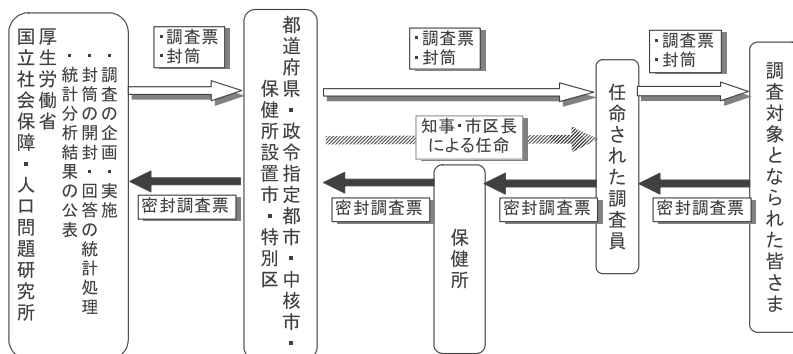 厚生労働省
国立社会保障・人口問題研究所
・調査の企画・実施
・封筒の開封・回答の統計処理
・統計分析結果の公表
・調査票
・封筒
密封調査票
都道府県・政令指定都市・中核市・
保健所設置市・特別区
・調査票
・封筒
知事・市区長
による任命
密封調査票
保健所
密封調査票
任命された調査員
・調査票
・封筒
密封調査票
調査対象となられた皆さま